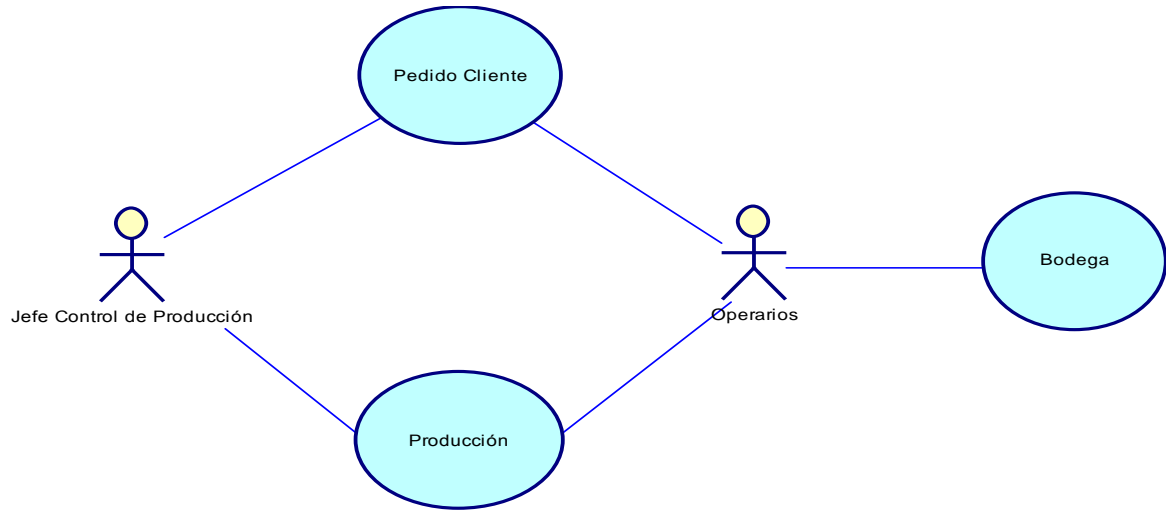 Pedido Cliente
Bodega
Jefe Control de Producción
Operarios
Producción